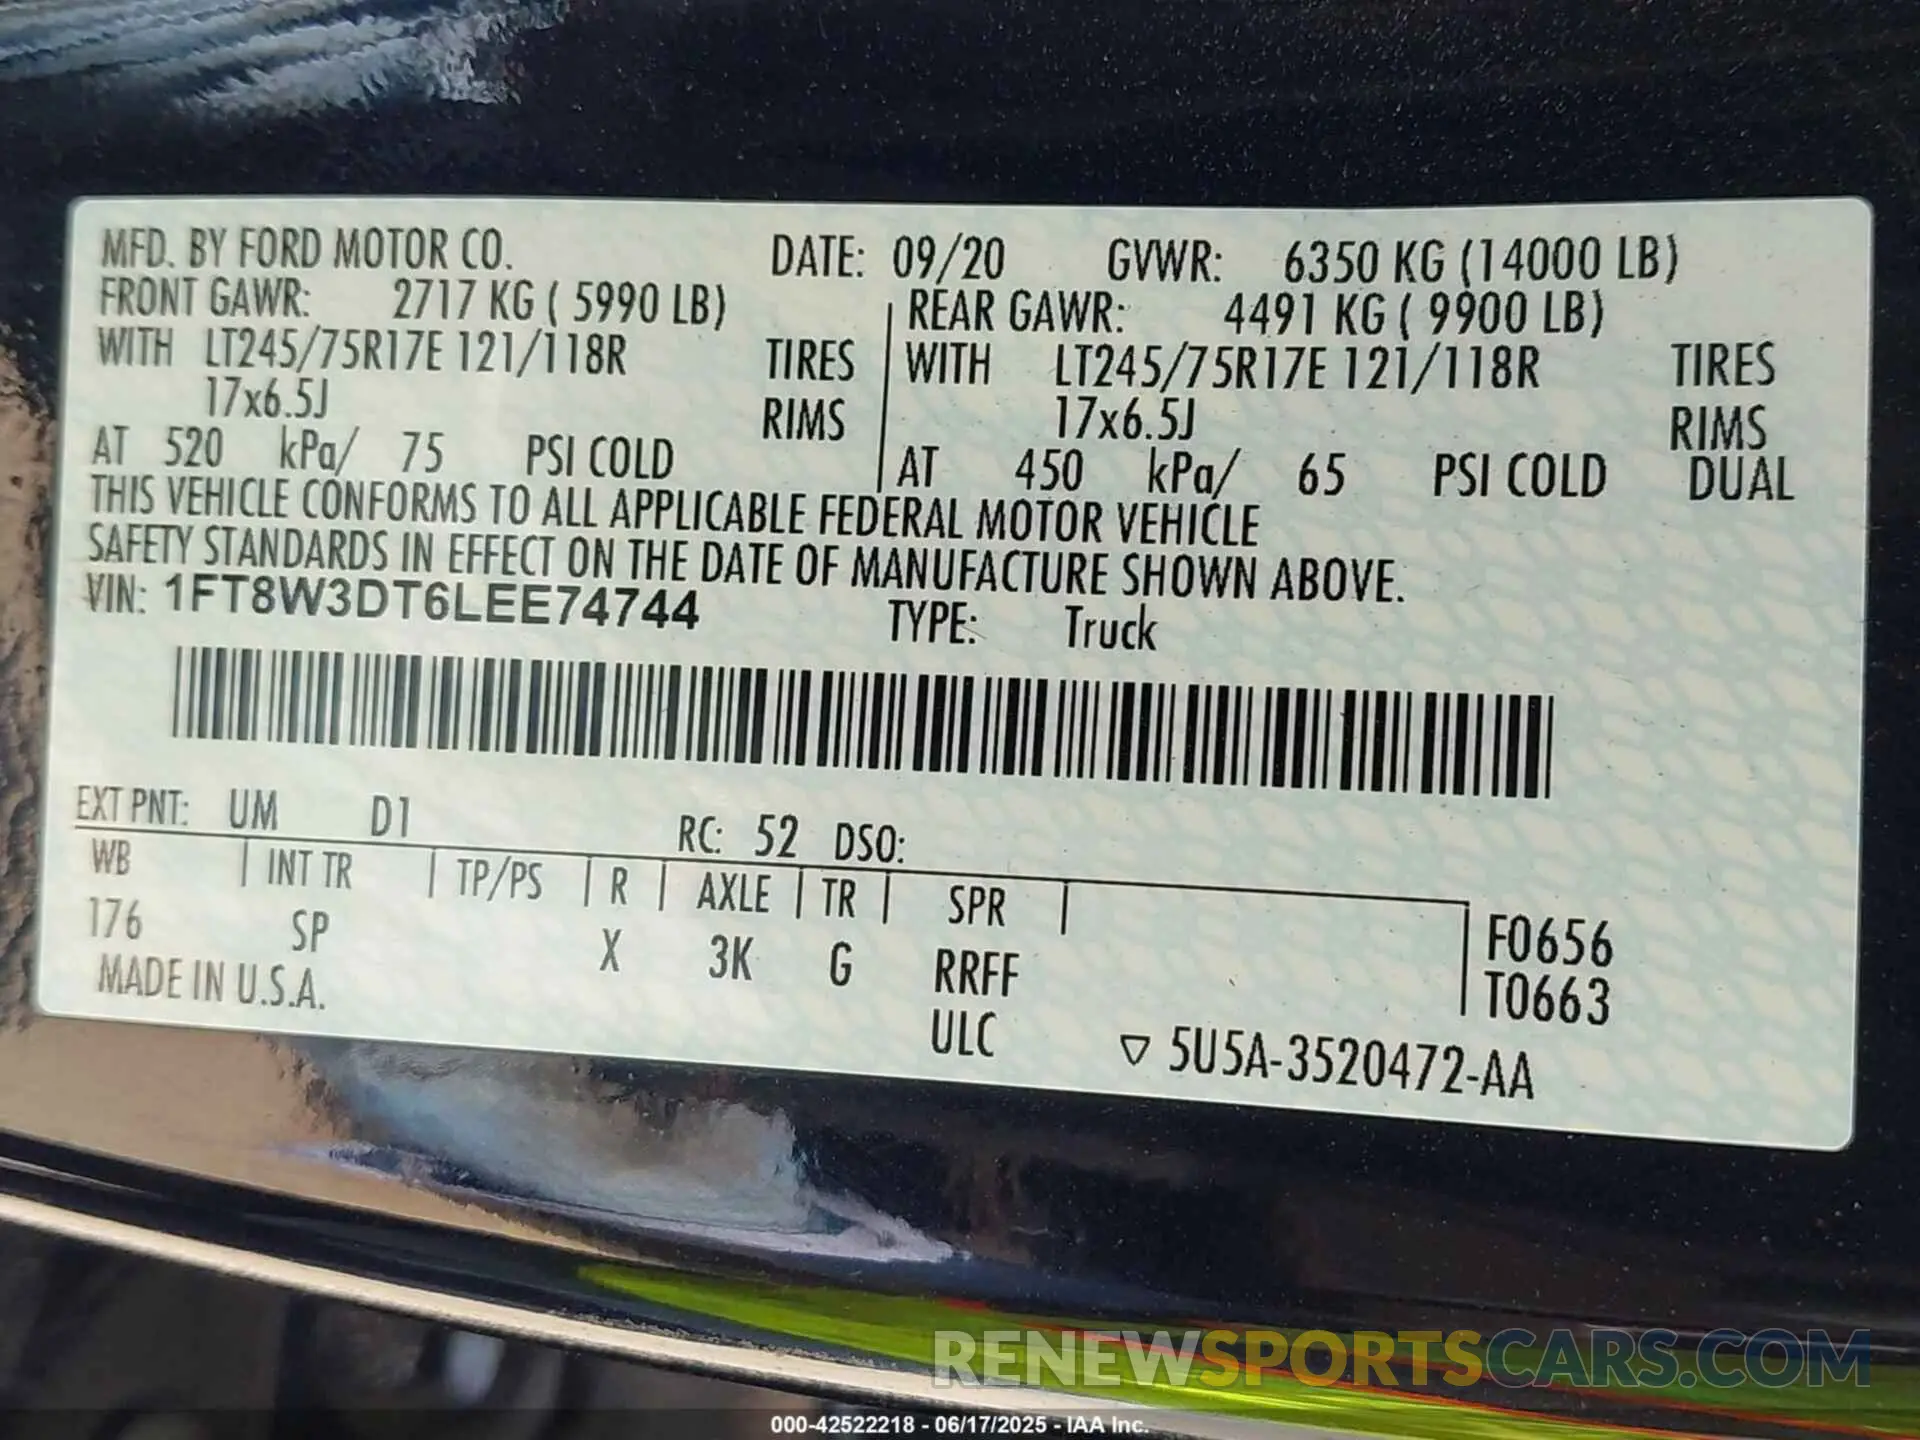 MFD. BY FORD MOTOR CO. DATE: 09/20 GVWR: 6350 KG (14000 LB)
FRONT GAWR: 2717 KG ( 5990 LB) REAR GAWR: 4491 KG ( 9900 LB)
WITH LT245/75R17E 121/118R TIRES WITH LT245/75R17E 121/118R TIRES
17x6.5J RIMS 17x6.5J RIMS
AT 520 kPa/ 75 PSI COLD AT 450 kPa/ 65 PSI COLD DUAL
THIS VEHICLE CONFORMS TO ALL APPLICABLE FEDERAL MOTOR VEHICLE
SAFETY STANDARDS IN EFFECT ON THE DATE OF MANUFACTURE SHOWN ABOVE.
VIN: 1FT8W3DT6LEE74744 TYPE: Truck
EXT PNT: UM D1 RC: 52 DSO:
WB INT TR TP/PS R AXLE TR SPR
176 SP X 3K G RRFF F0656
MADE IN U.S.A. ULC T0663
▽ 5U5A-3520472-AA
RENEWSPORTSCARS.COM
000-42522218 - 06/17/2025 - IAA Inc.